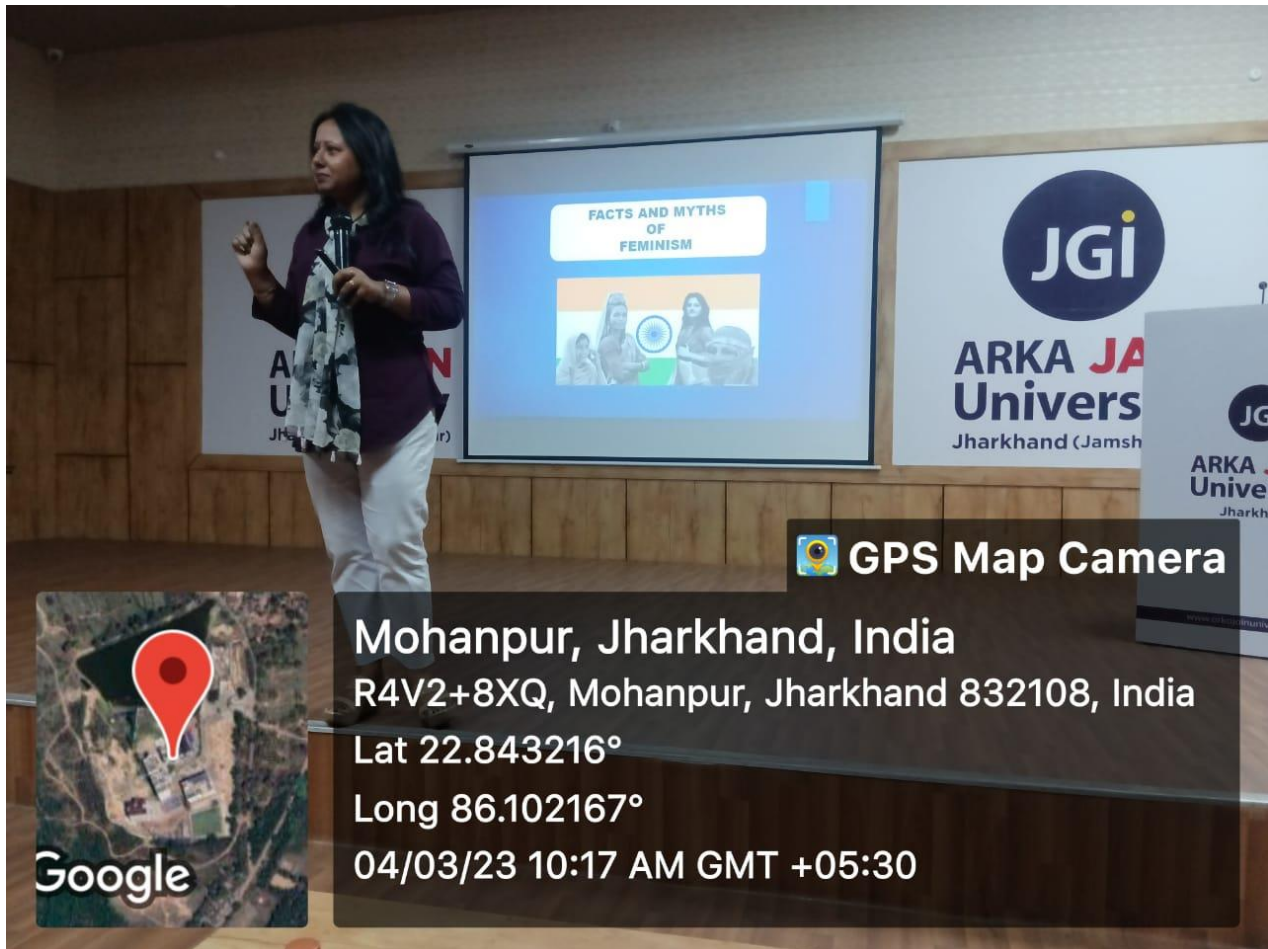 FACTS AND MYTHS
OF
FEMINISM
JGi
ARKA JA
Univers
Jharkhand (Jamsh
A N
U
Jh r)
JG
ARKA
Unive
Jharkh
GPS Map Camera
Mohanpur, Jharkhand, India
R4V2+8XQ, Mohanpur, Jharkhand 832108, India
Lat 22.843216°
Long 86.102167°
04/03/23 10:17 AM GMT +05:30
Google